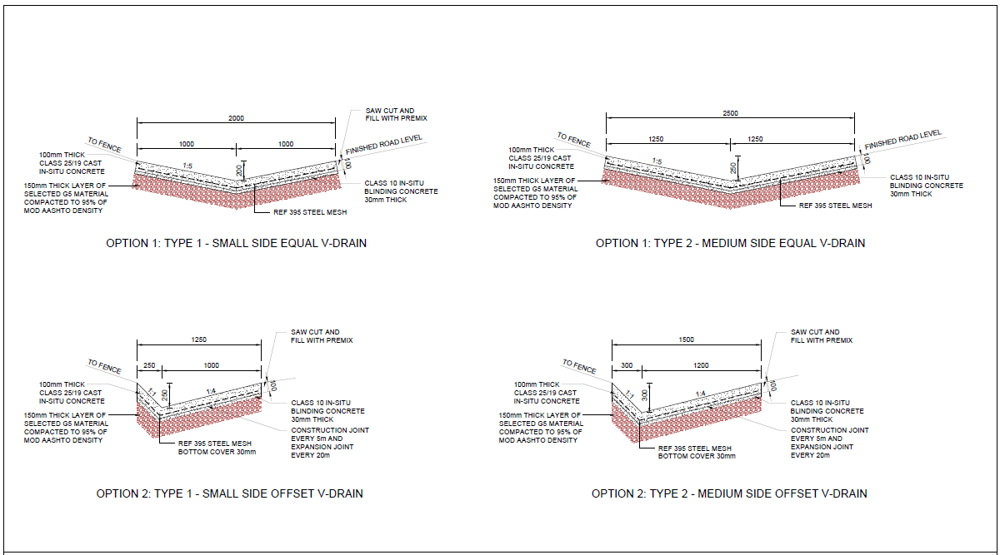 2000
SAW CUT AND
FILL WITH PREMIX
TO FENCE
1000
1000
FINISHED ROAD LEVEL
100mm THICK
CLASS 25/19 CAST
IN-SITU CONCRETE
1:5
200
100
150mm THICK LAYER OF
SELECTED G5 MATERIAL
COMPACTED TO 95% OF
MOD AASHTO DENSITY
CLASS 10 IN-SITU
BLINDING CONCRETE
30mm THICK
REF 395 STEEL MESH
OPTION 1: TYPE 1 - SMALL SIDE EQUAL V-DRAIN
2500
TO FENCE
1250
1250
FINISHED ROAD LEVEL
100mm THICK
CLASS 25/19 CAST
IN-SITU CONCRETE
1:5
250
100
150mm THICK LAYER OF
SELECTED G5 MATERIAL
COMPACTED TO 95% OF
MOD AASHTO DENSITY
CLASS 10 IN-SITU
BLINDING CONCRETE
30mm THICK
REF 395 STEEL MESH
OPTION 1: TYPE 2 - MEDIUM SIDE EQUAL V-DRAIN
1250
SAW CUT AND
FILL WITH PREMIX
TO FENCE
250
1000
100mm THICK
CLASS 25/19 CAST
IN-SITU CONCRETE
1:1
250
1:4
100
150mm THICK LAYER OF
SELECTED G5 MATERIAL
COMPACTED TO 95% OF
MOD AASHTO DENSITY
CLASS 10 IN-SITU
BLINDING CONCRETE
30mm THICK
CONSTRUCTION JOINT
EVERY 5m AND
EXPANSION JOINT
EVERY 20m
REF 395 STEEL MESH
BOTTOM COVER 30mm
OPTION 2: TYPE 1 - SMALL SIDE OFFSET V-DRAIN
1500
SAW CUT AND
FILL WITH PREMIX
TO FENCE
300
1200
100mm THICK
CLASS 25/19 CAST
IN-SITU CONCRETE
1:1
300
1:4
100
150mm THICK LAYER OF
SELECTED G5 MATERIAL
COMPACTED TO 95% OF
MOD AASHTO DENSITY
CLASS 10 IN-SITU
BLINDING CONCRETE
30mm THICK
CONSTRUCTION JOINT
EVERY 5m AND
EXPANSION JOINT
EVERY 20m
REF 395 STEEL MESH
BOTTOM COVER 30mm
OPTION 2: TYPE 2 - MEDIUM SIDE OFFSET V-DRAIN